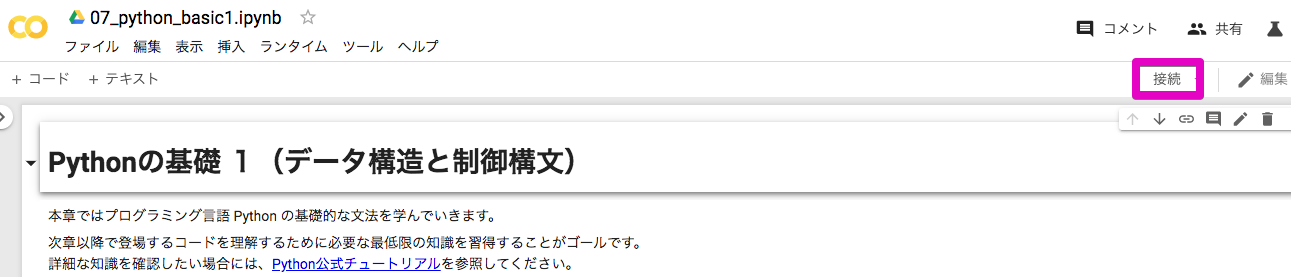 07_python_basic1.ipynb
コメント 共有
ファイル 編集 表示 挿入 ランタイム ツール ヘルプ
+ コード + テキスト 接続 編集
Pythonの基礎 1（データ構造と制御構文）
本章ではプログラミング言語 Python の基礎的な文法を学んでいきます。
次章以降で登場するコードを理解するために必要な最低限の知識を習得することがゴールです。
詳細な知識を確認したい場合には、Python公式チュートリアルを参照してください。